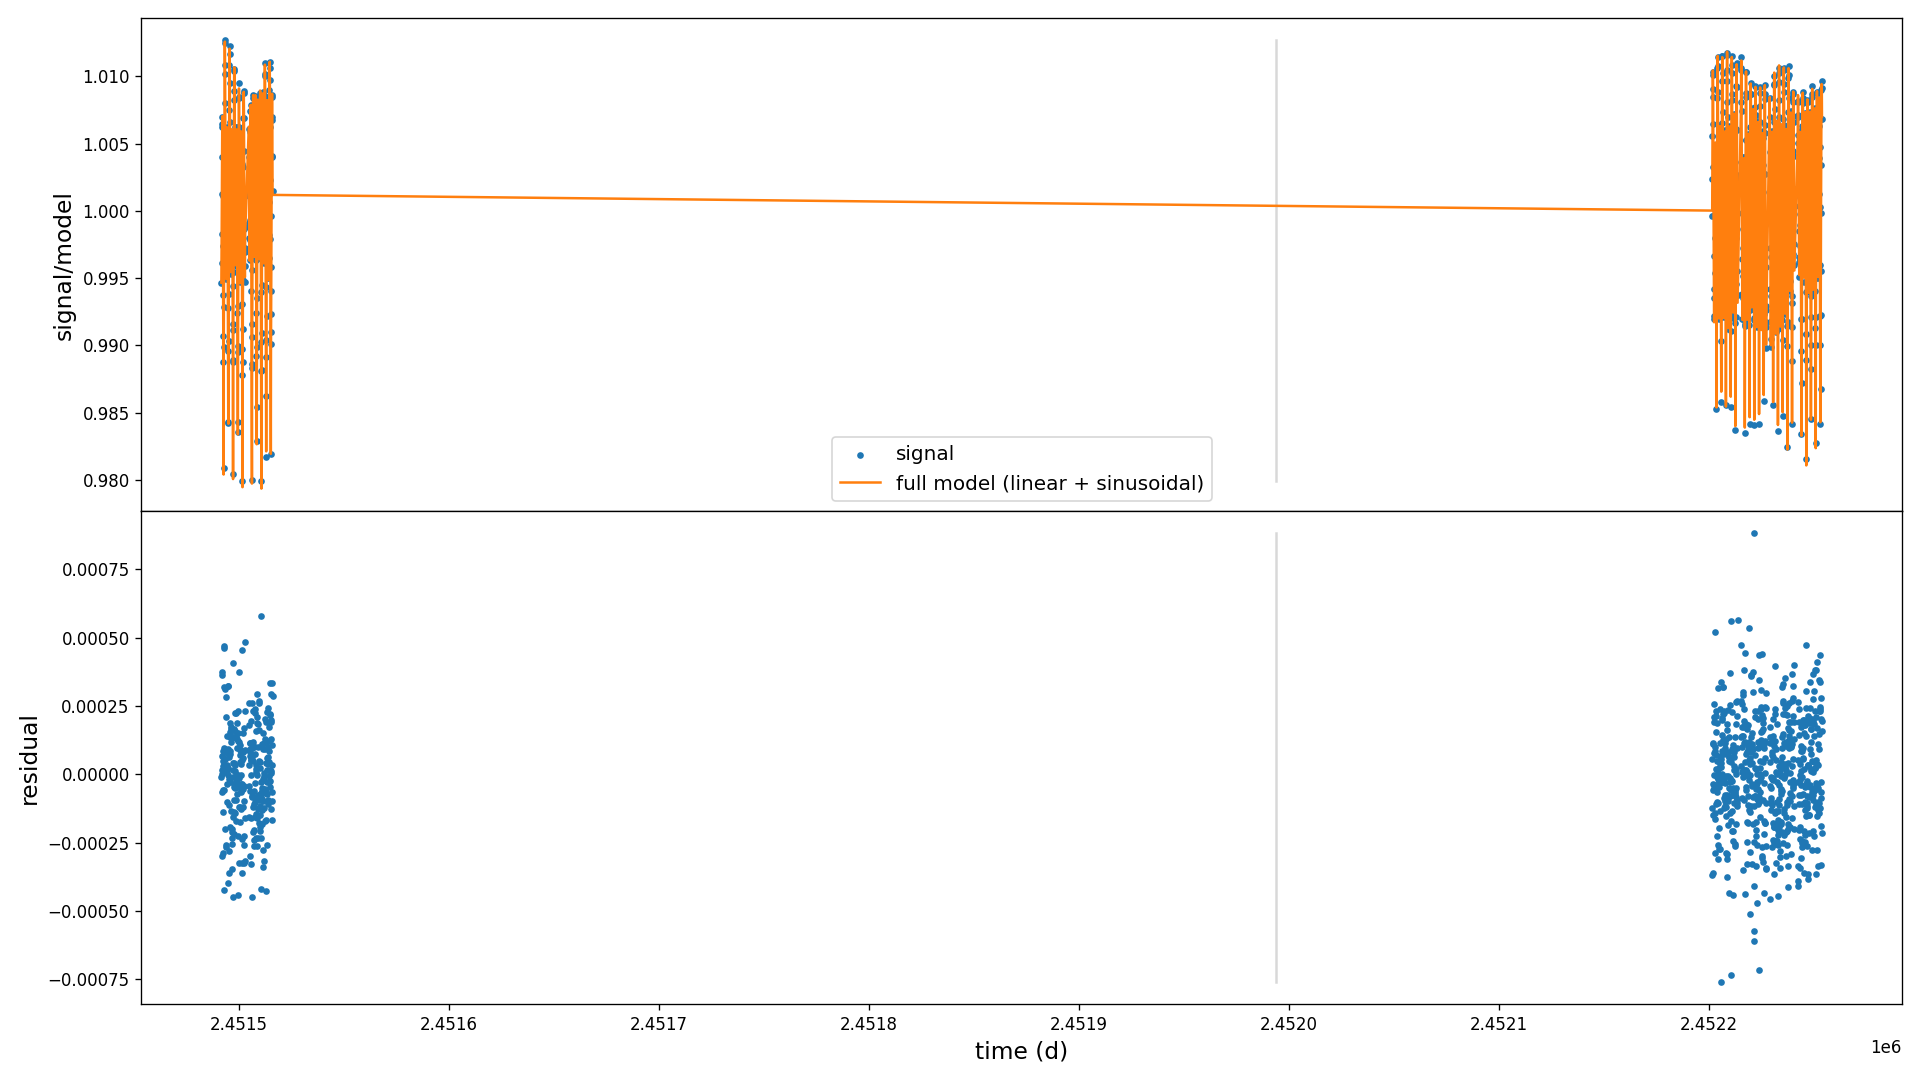 1.010
1.005
1.000
0.995
0.990
0.985
0.980
signal/model
signal
full model (linear + sinusoidal)
0.00075
0.00050
0.00025
0.00000
−0.00025
−0.00050
−0.00075
residual
2.4515 2.4516 2.4517 2.4518 2.4519 2.4520 2.4521 2.4522
1e6
time (d)